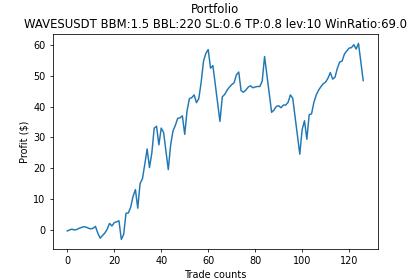 Portfolio
WAVESUSDT BBM:1.5 BBL:220 SL:0.6 TP:0.8 lev:10 WinRatio:69.0
60
50
40
30
20
10
0
Profit ($)
0 20 40 60 80 100 120
Trade counts